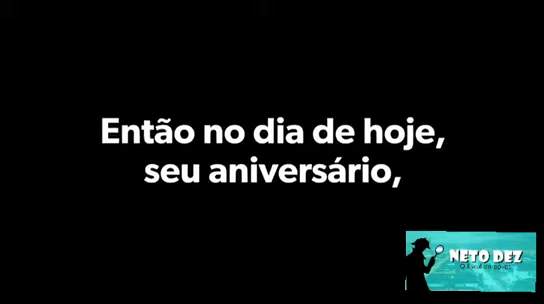 Então no dia de hoje,
seu aniversário,
NETO DEZ